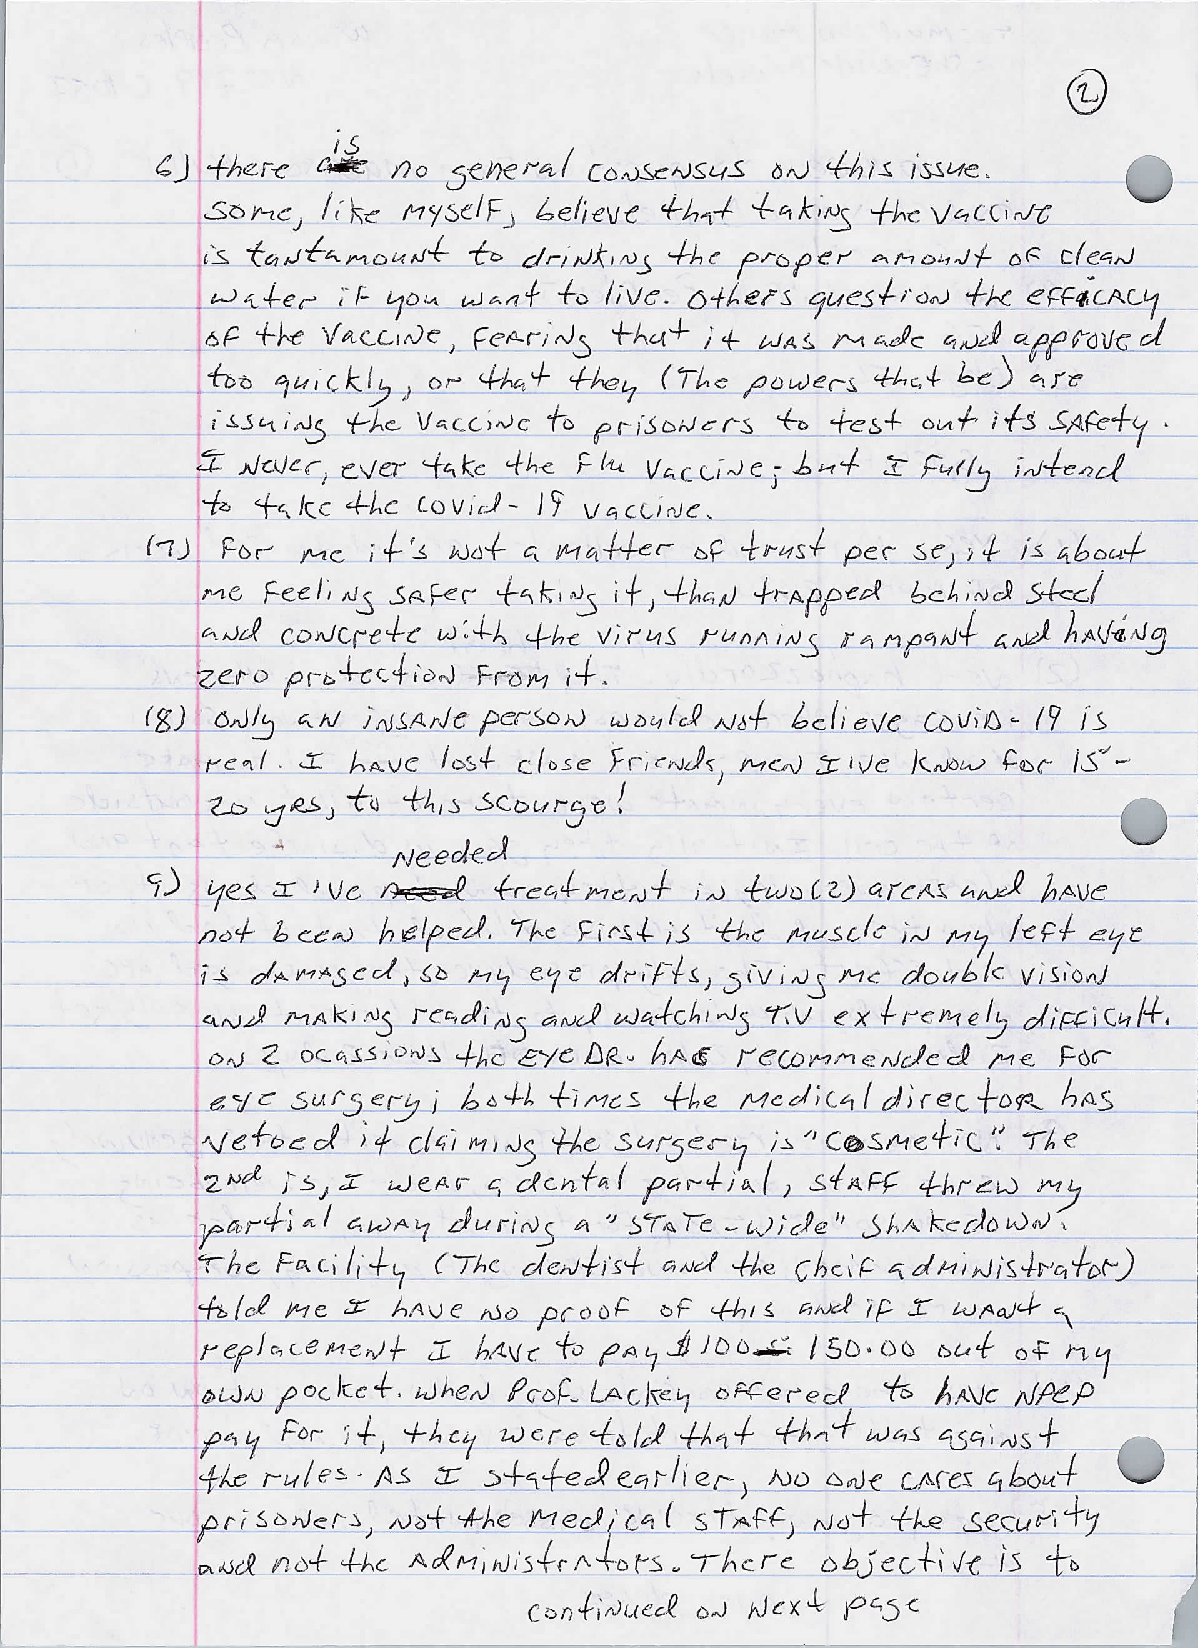 2
is
6) there are no general consensus on this issue.
some, like myself, believe that taking the vaccine
is tantamount to drinking the proper amount of clean
water if you want to live. Others question the efficacy
of the vaccine, fearing that it was made and approved
too quickly, or that they (The powers that be) are
issuing the vaccine to prisoners to test out its safety.
I never, ever take the flu vaccine; but I fully intend
to take the covid-19 vaccine.
(7) For me it's not a matter of trust per se, it is about
me feeling safer taking it, than trapped behind steel
and concrete with the virus running rampant and having
zero protection from it.
(8) only an insane person would not believe covid-19 is
real. I have lost close friends, men I've know for 15-
20 yrs, to this scourge!
Needed
9) yes I've need treatment in two(2) areas and have
not been helped. The first is the muscle in my left eye
is damaged, so my eye drifts, giving me double vision
and making reading and watching T.V extremely difficult.
on 2 ocassions the eye DR. has recommended me for
eye surgery; both times the medical director has
vetoed it claiming the surgery is "cosmetic". The
2nd is, I wear a dental partial, staff threw my
partial away during a "STATE-wide" shakedown.
The Facility (The dentist and the cheif administrator)
told me I have no proof of this and if I want a
replacement I have to pay $100 150.00 out of my
own pocket. when Prof. Lackey offered to have NPEP
pay for it, they were told that that was against
the rules. As I stated earlier, no one cares about
prisoners, not the medical staff, not the security
and not the administrators. There objective is to
continued on next page